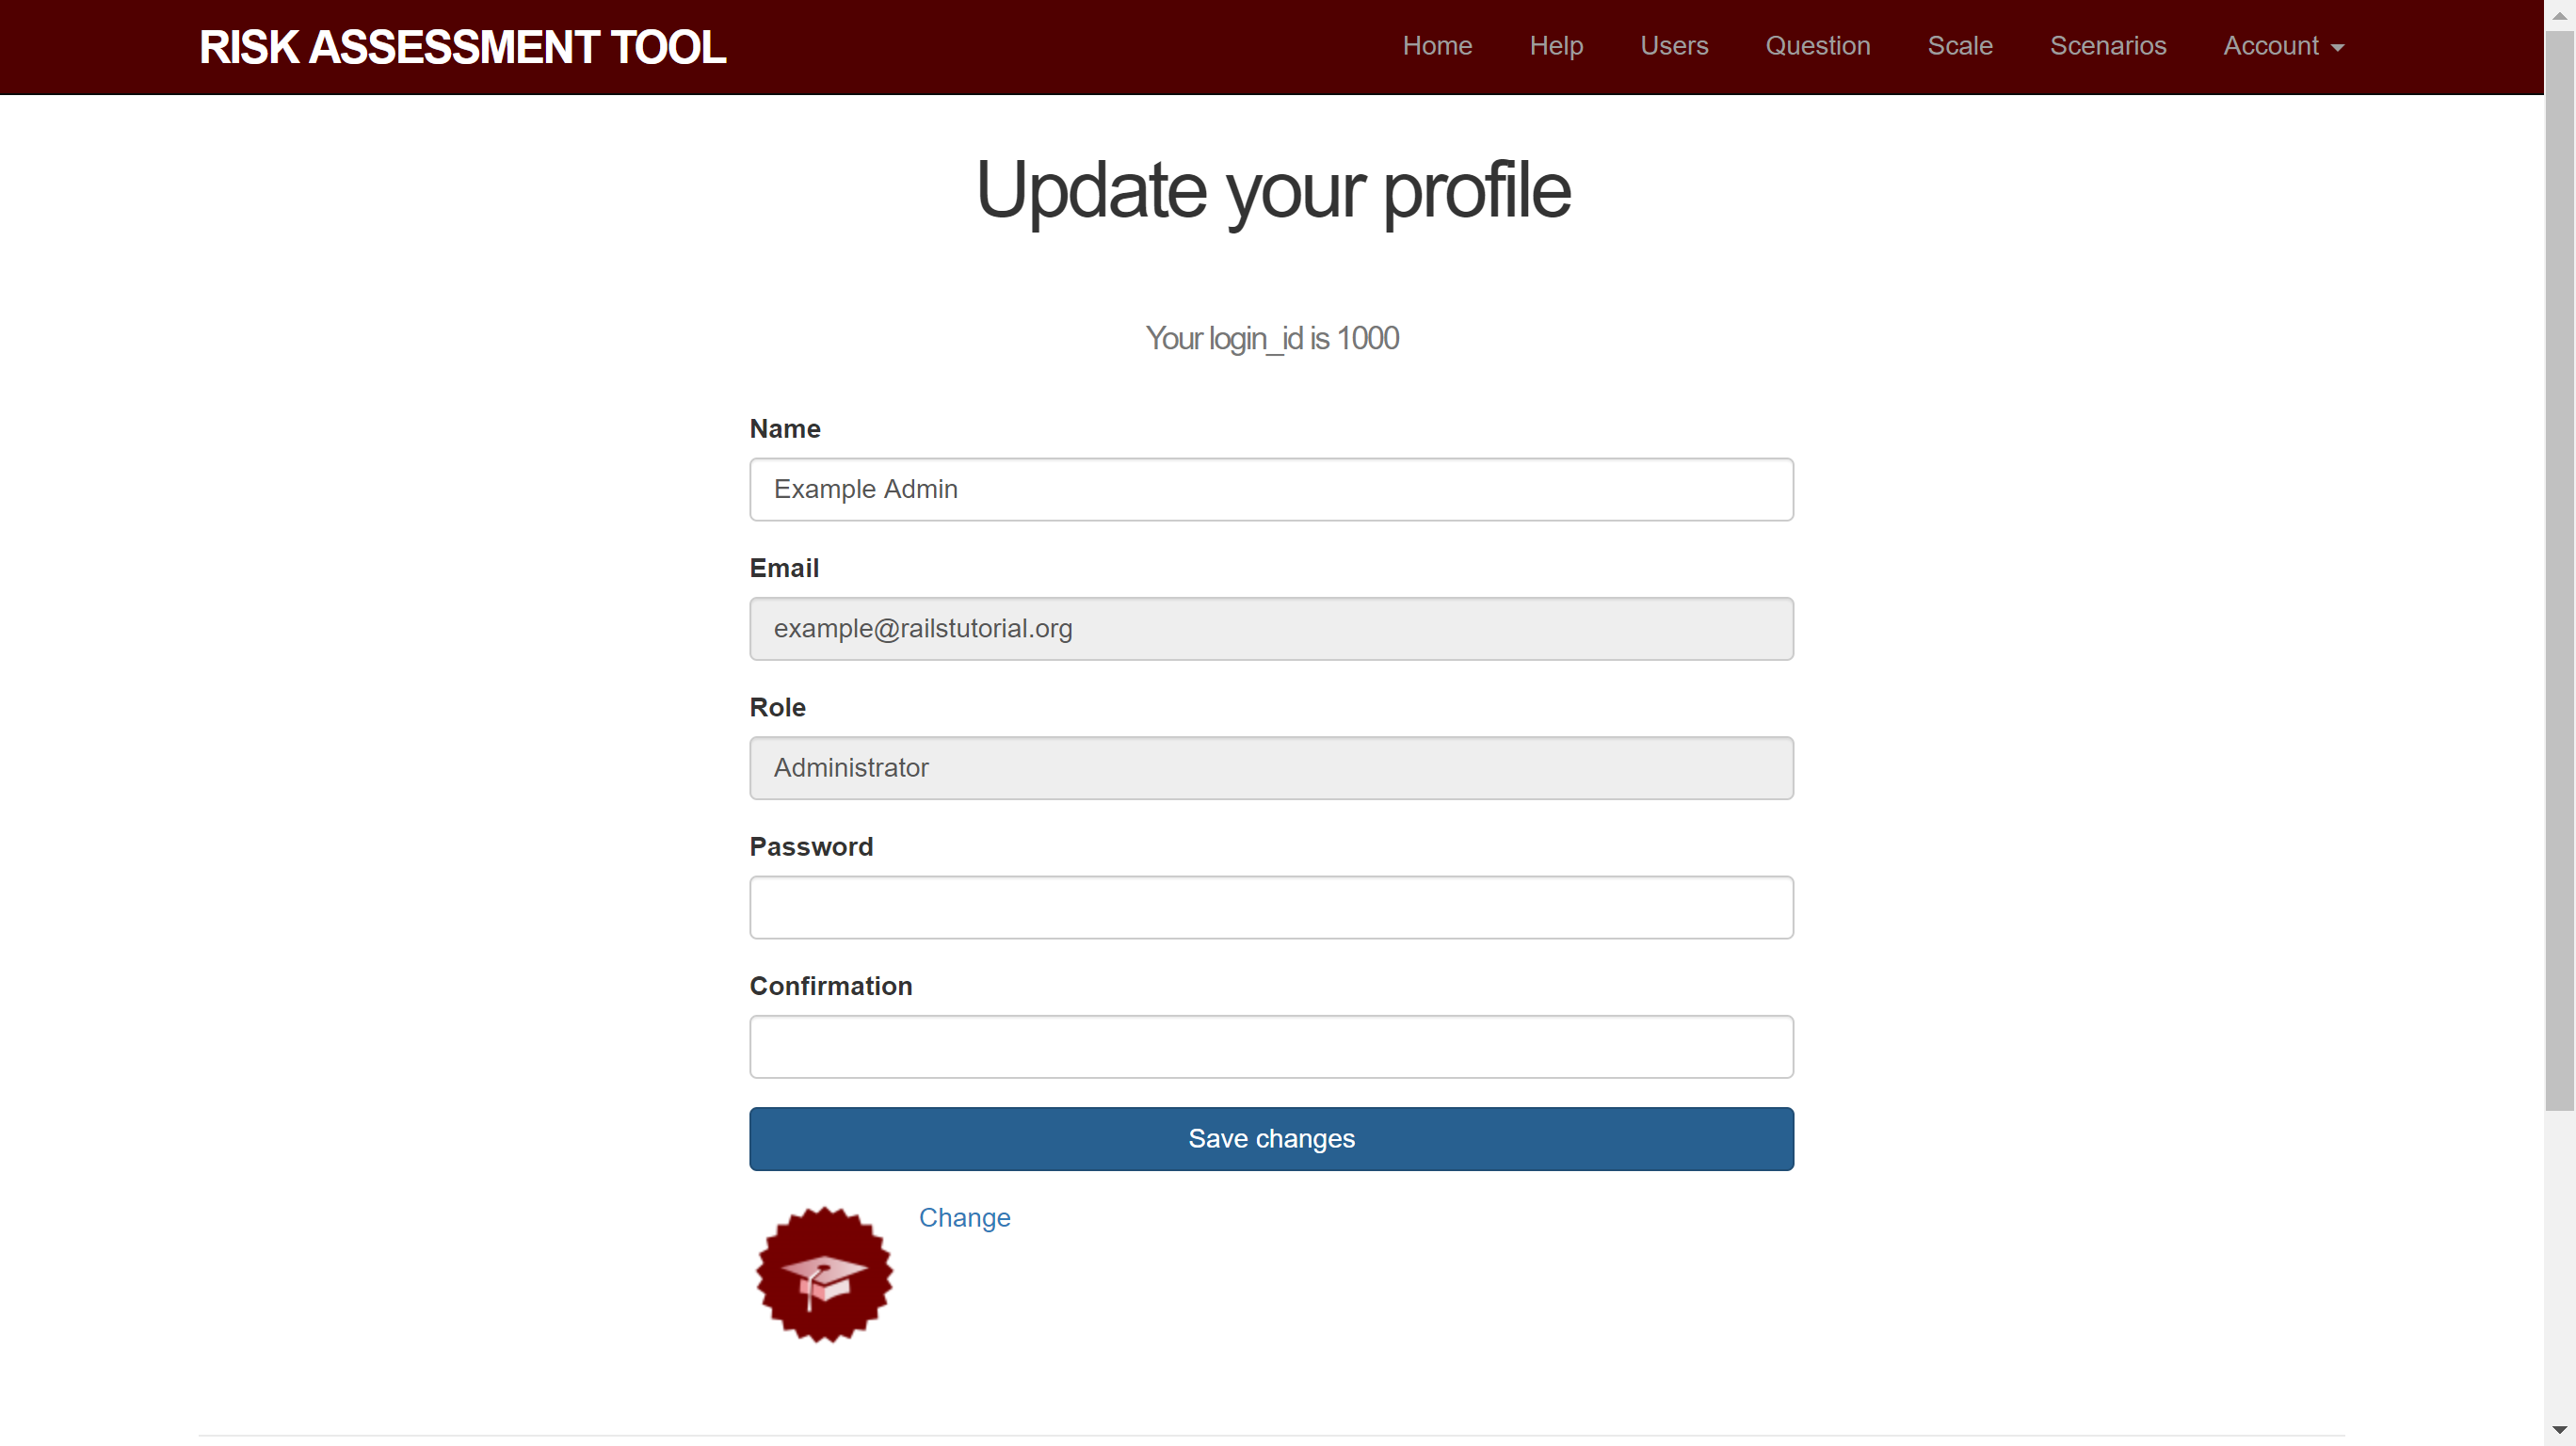 RISK ASSESSMENT TOOL
Home Help Users Question Scale Scenarios Account
Update your profile
Your login_id is 1000
Name
Example Admin
Email
example@railstutorial.org
Role
Administrator
Password
Confirmation
Save changes
Change